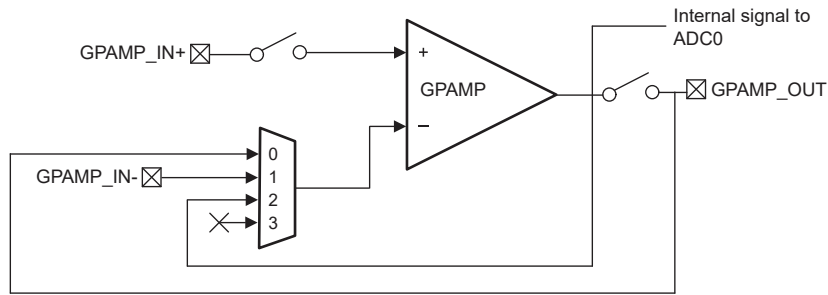 Internal signal to
ADC0
GPAMP_IN+
+
GPAMP
GPAMP_OUT
−
0
GPAMP_IN-
1
2
3